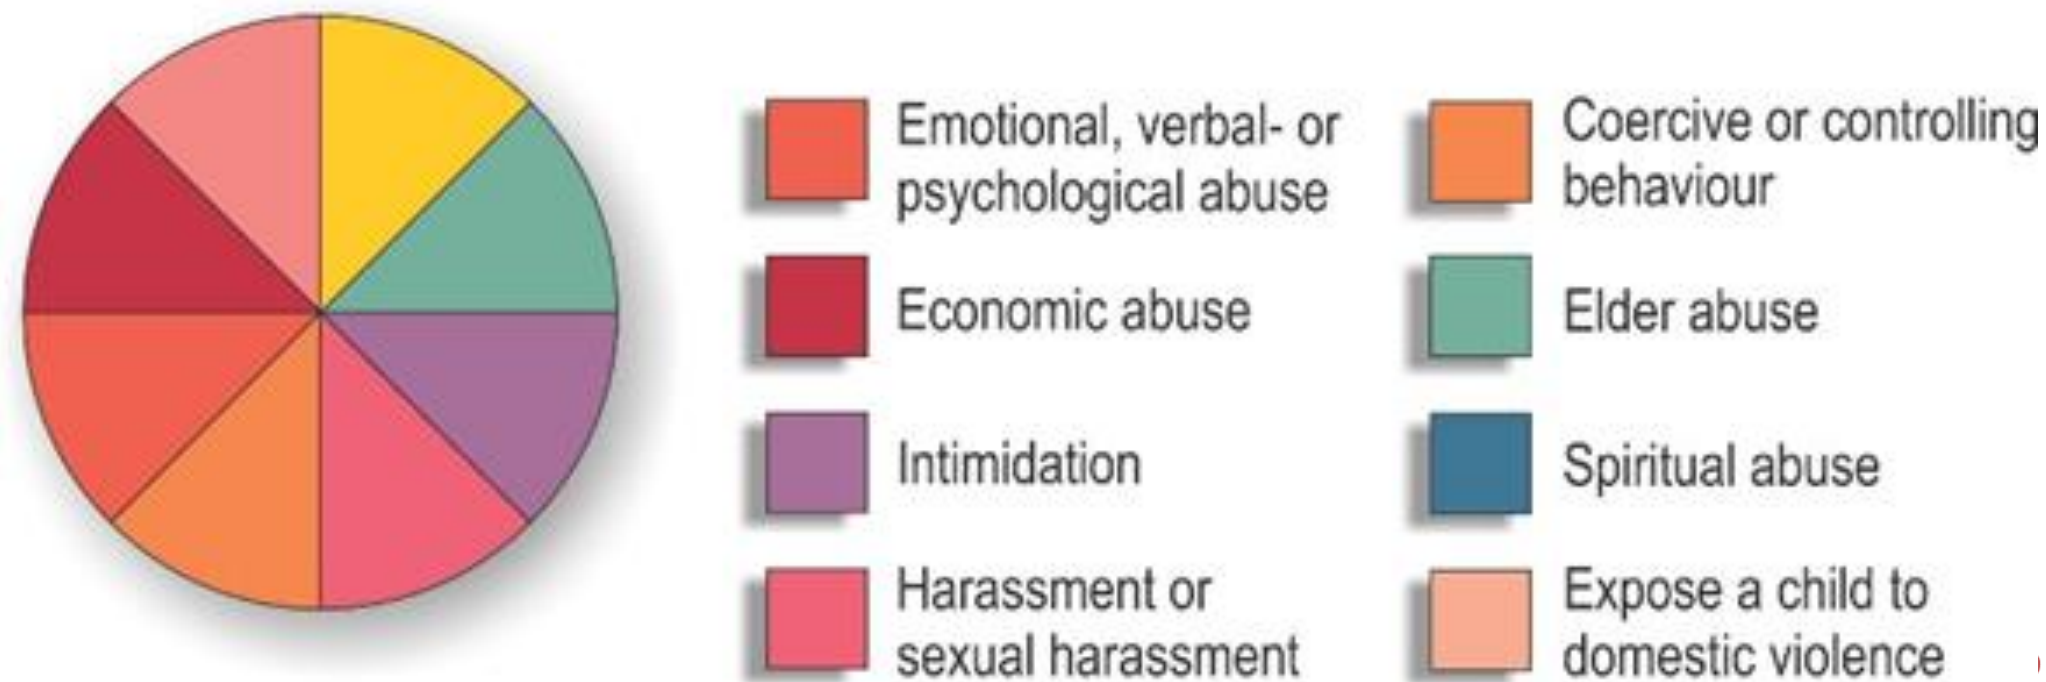 Emotional, verbal- or
psychological abuse
Economic abuse
Intimidation
Harassment or
sexual harassment
Coercive or controlling
behaviour
Elder abuse
Spiritual abuse
Expose a child to
domestic violence